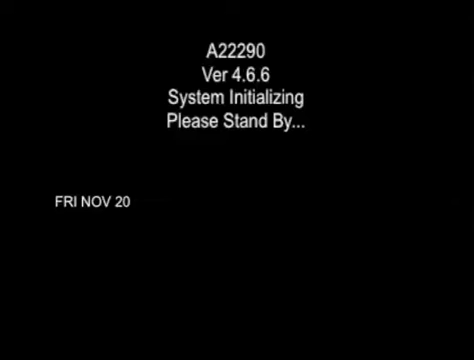 A22290
Ver 4.6.6
System Initializing
Please Stand By...
FRI NOV 20